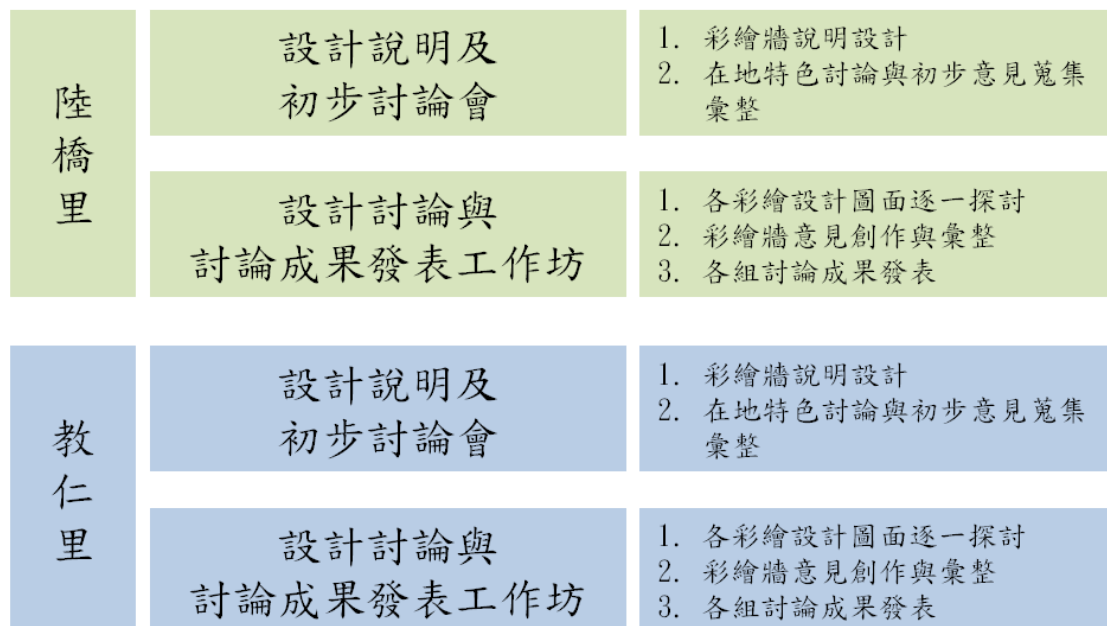 陸橋里
設計說明及
初步討論會
1. 彩繪牆說明設計
2. 在地特色討論與初步意見蒐集
彙整
設計討論與
討論成果發表工作坊
1. 各彩繪設計圖面逐一探討
2. 彩繪牆意見創作與彙整
3. 各組討論成果發表
教仁里
設計說明及
初步討論會
1. 彩繪牆說明設計
2. 在地特色討論與初步意見蒐集
彙整
設計討論與
討論成果發表工作坊
1. 各彩繪設計圖面逐一探討
2. 彩繪牆意見創作與彙整
3. 各組討論成果發表